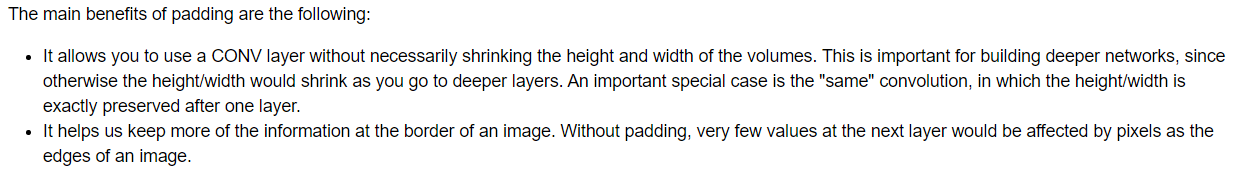 The main benefits of padding are the following:
• It allows you to use a CONV layer without necessarily shrinking the height and width of the volumes. This is important for building deeper networks, since
otherwise the height/width would shrink as you go to deeper layers. An important special case is the "same" convolution, in which the height/width is
exactly preserved after one layer.
• It helps us keep more of the information at the border of an image. Without padding, very few values at the next layer would be affected by pixels as the
edges of an image.